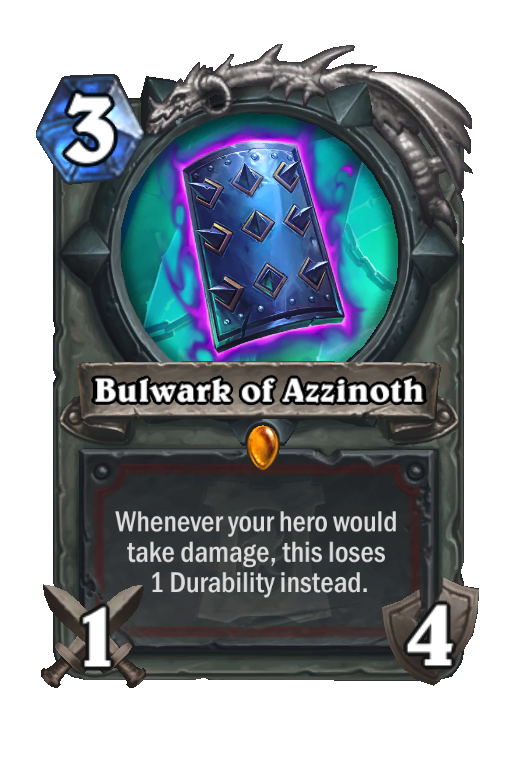 3
Bulwark of Azzinoth
Whenever your hero would
take damage, this loses
1 Durability instead.
1
4